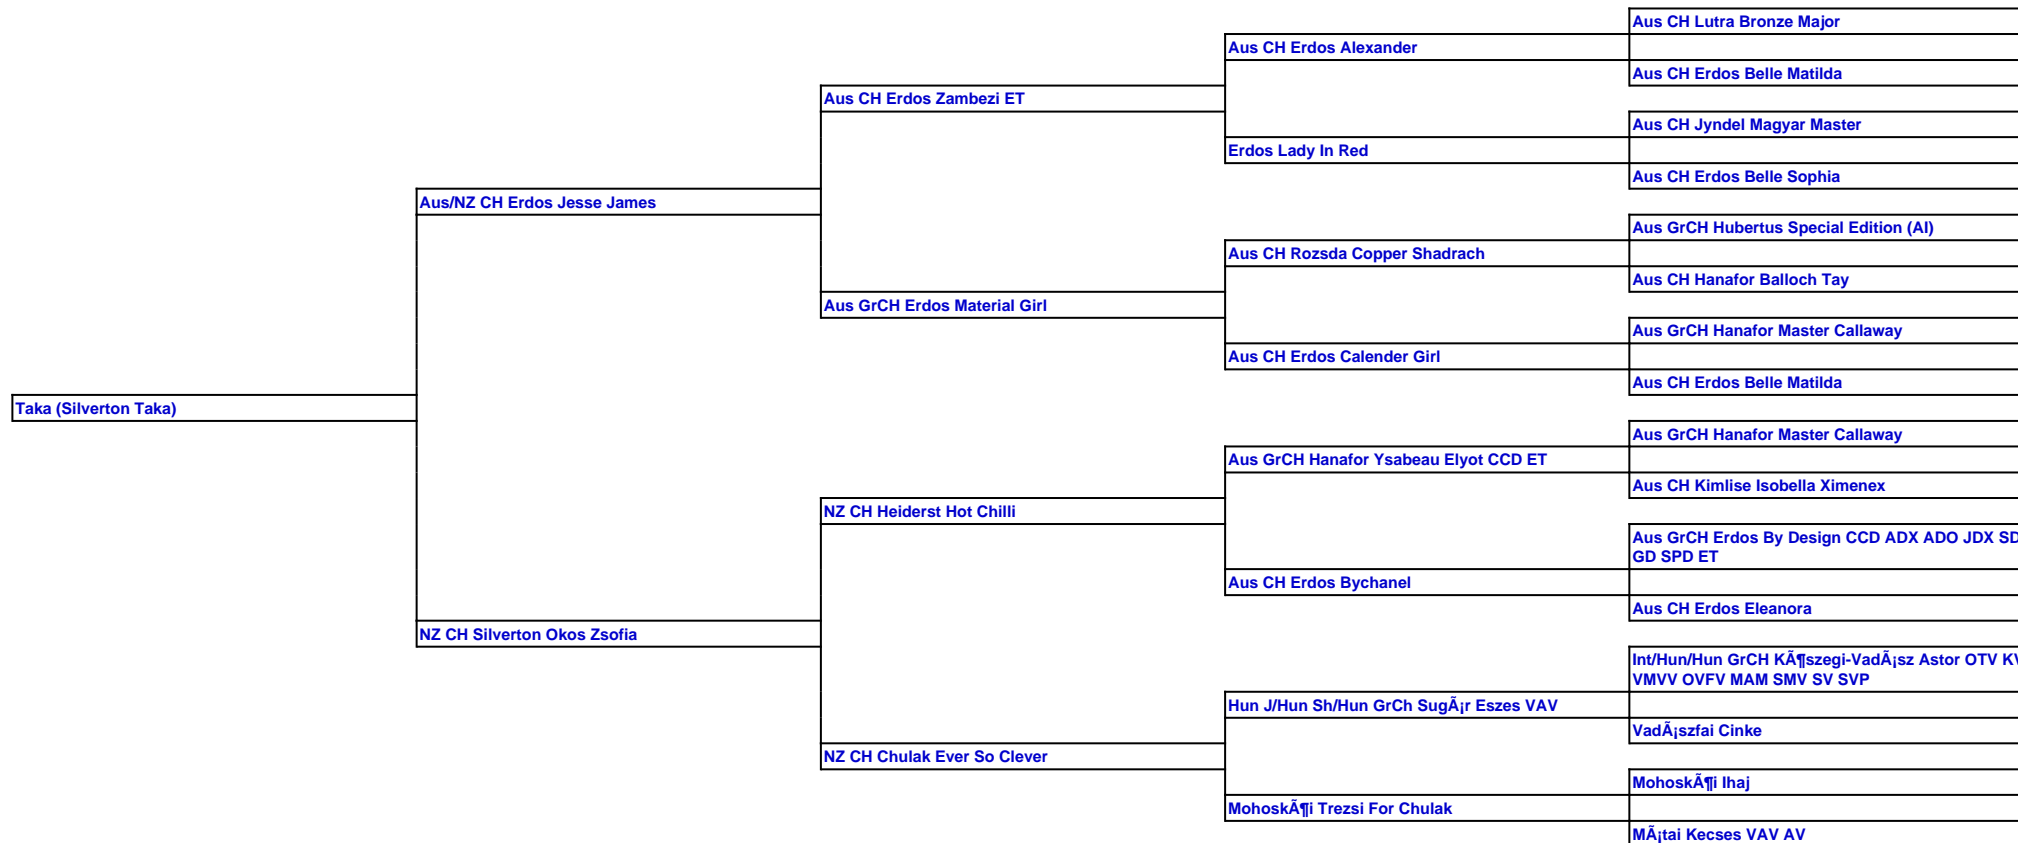 Aus CH Lutra Bronze Major
Aus CH Erdos Alexander
Aus CH Erdos Belle Matilda
Aus CH Erdos Zambezi ET
Aus CH Jyndel Magyar Master
Erdos Lady In Red
Aus CH Erdos Belle Sophia
Aus/NZ CH Erdos Jesse James
Aus GrCH Hubertus Special Edition (AI)
Aus CH Rozsda Copper Shadrach
Aus CH Hanafor Balloch Tay
Aus GrCH Erdos Material Girl
Aus GrCH Hanafor Master Callaway
Aus CH Erdos Calender Girl
Aus CH Erdos Belle Matilda
Taka (Silverton Taka)
Aus GrCH Hanafor Master Callaway
Aus GrCH Hanafor Ysabeau Elyot CCD ET
Aus CH Kimlise Isobella Ximenex
NZ CH Heiderst Hot Chilli
Aus GrCH Erdos By Design CCD ADX ADO JDX SD
GD SPD ET
Aus CH Erdos Bychanel
Aus CH Erdos Eleanora
NZ CH Silverton Okos Zsofia
Int/Hun/Hun GrCH KÃ¶szegi-VadÃ¡sz Astor OTV KV
VMVV OVFV MAM SMV SV SVP
Hun J/Hun Sh/Hun GrCh SugÃ¡r Eszes VAV
VadÃ¡szfai Cinke
NZ CH Chulak Ever So Clever
MohoskÃ¶i Ihaj
MohoskÃ¶i Trezsi For Chulak
MÃ¡tai Kecses VAV AV